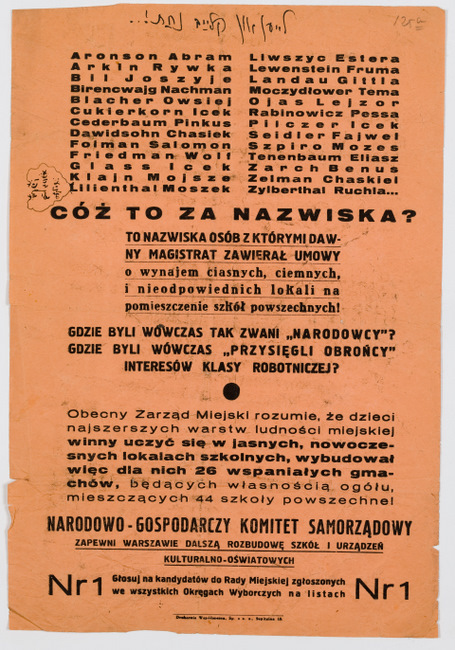 Aronson Abram
Arkin Rywka
Bil Joszyje
Birencwajg Nachman
Blacher Owsiej
Cukierkorn Icek
Cederbaum Pinkus
Dawidsohn Chasiek
Folman Salomon
Friedman Wolf
Glass Icek
Klajn Mojsze
Lilienthal Moszek
Liwszyc Estera
Lewenstein Fruma
Landau Gittla
Moczydłower Tema
Ojas Lejzor
Rabinowicz Pessa
Pilczer Icek
Seidler Fajwel
Szpiro Mozes
Tenenbaum Eliasz
Zarch Benus
Zelman Chaskiel
Zylberthal Ruchla...
CÓŻ TO ZA NAZWISKA?
TO NAZWISKA OSÓB Z KTÓRYMI DAW-
NY MAGISTRAT ZAWIERAŁ UMOWY
o wynajem ciasnych, ciemnych,
i nieodpowiednich lokali na
pomieszczenie szkół powszechnych!
GDZIE BYLI WÓWCZAS TAK ZWANI „NARODOWCY"?
GDZIE BYLI WÓWCZAS „PRZYSIĘGLI OBROŃCY"
INTERESÓW KLASY ROBOTNICZEJ?
Obecny Zarząd Miejski rozumie, że dzieci
najszerszych warstw ludności miejskiej
winny uczyć się w jasnych, nowocze-
snych lokalach szkolnych, wybudował
więc dla nich 26 wspaniałych gma-
chów, będących własnością ogółu,
mieszczących 44 szkoły powszechne!
NARODOWO-GOSPODARCZY KOMITET SAMORZĄDOWY
ZAPEWNI WARSZAWIE DALSZĄ ROZBUDOWĘ SZKÓŁ I URZĄDZEŃ
KULTURALNO-OŚWIATOWYCH
Nr 1 Głosuj na kandydatów do Rady Miejskiej zgłoszonych
we wszystkich Okręgach Wyborczych na listach Nr 1